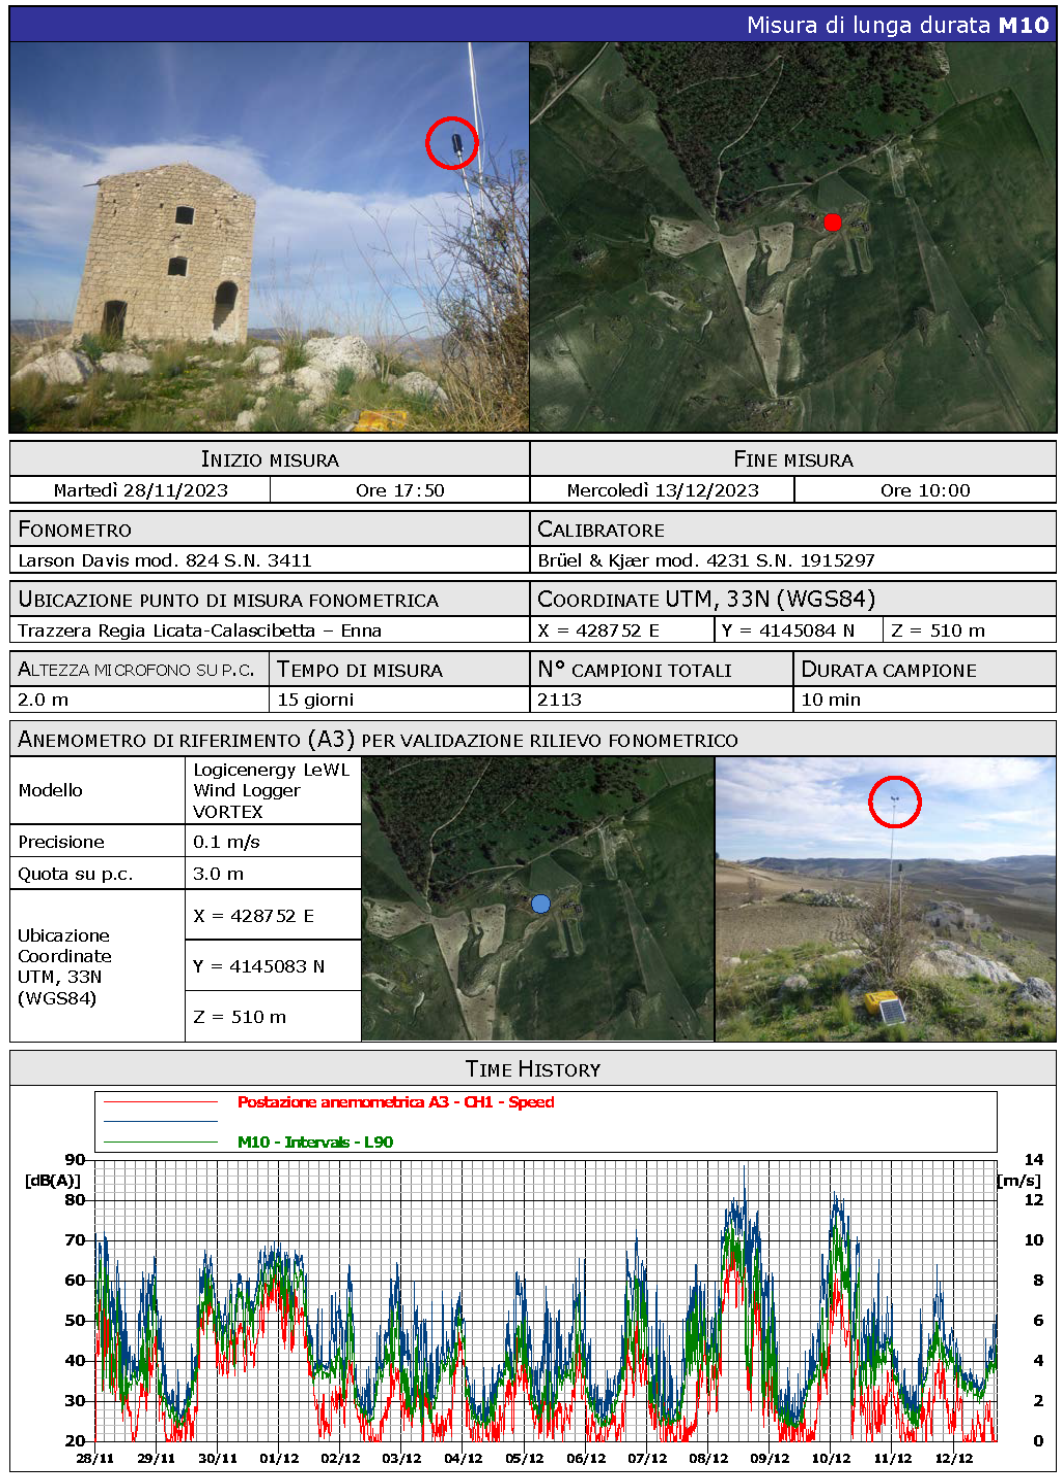 Misura di lunga durata M10
INIZIO MISURA
FINE MISURA
Martedì 28/11/2023
Ore 17:50
Mercoledì 13/12/2023
Ore 10:00
FONOMETRO
CALIBRATORE
Larson Davis mod. 824 S.N. 3411
Brüel & Kjær mod. 4231 S.N. 1915297
UBICAZIONE PUNTO DI MISURA FONOMETRICA
COORDINATE UTM, 33N (WGS84)
Trazzera Regia Licata-Calascibetta – Enna
X = 428752 E
Y = 4145084 N
Z = 510 m
ALTEZZA MICROFONO SU P.C.
TEMPO DI MISURA
N° CAMPIONI TOTALI
DURATA CAMPIONE
2.0 m
15 giorni
2113
10 min
ANEMOMETRO DI RIFERIMENTO (A3) PER VALIDAZIONE RILIEVO FONOMETRICO
Modello
Logicenergy LeWL
Wind Logger
VORTEX
Precisione
0.1 m/s
Quota su p.c.
3.0 m
Ubicazione
Coordinate
UTM, 33N
(WGS84)
X = 428752 E
Y = 4145083 N
Z = 510 m
TIME HISTORY
Postazione anemometrica A3 - CH1 - Speed
M10 - Intervals - L90
90
[dB(A)]
80
70
60
50
40
30
20
14
[m/s]
12
10
8
6
4
2
0
28/11
29/11
30/11
01/12
02/12
03/12
04/12
05/12
06/12
07/12
08/12
09/12
10/12
11/12
12/12